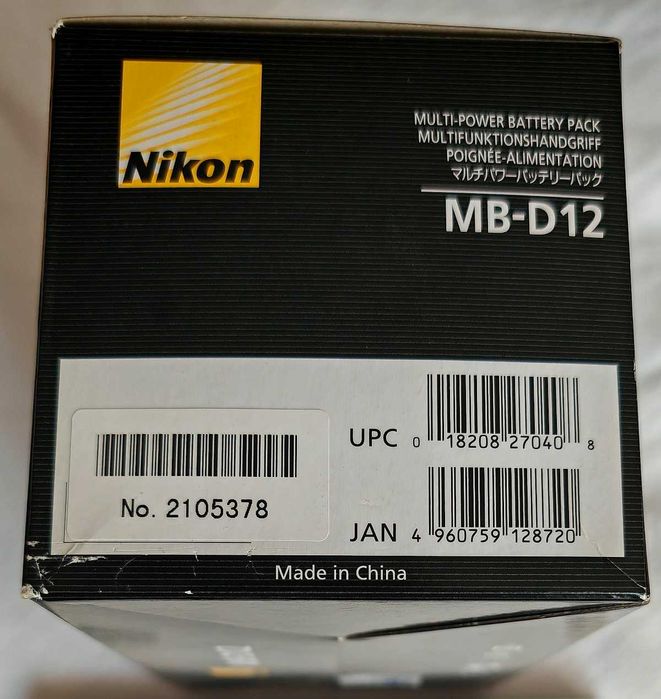 Nikon
MULTI-POWER BATTERY PACK
MULTIFUNKTIONSHANDGRIFF
POIGNÉE-ALIMENTATION
マルチパワーバッテリーパック
MB-D12
No. 2105378
UPC 0 18208 27040 8
JAN 4 960759 128720
Made in China